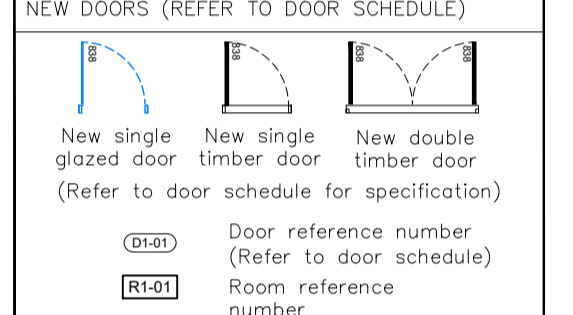 NEW DOORS (REFER TO DOOR SCHEDULE)
838 838 838 838
New single New single New double
glazed door timber door timber door
(Refer to door schedule for specification)
D1-01 Door reference number
(Refer to door schedule)
R1-01 Room reference
number